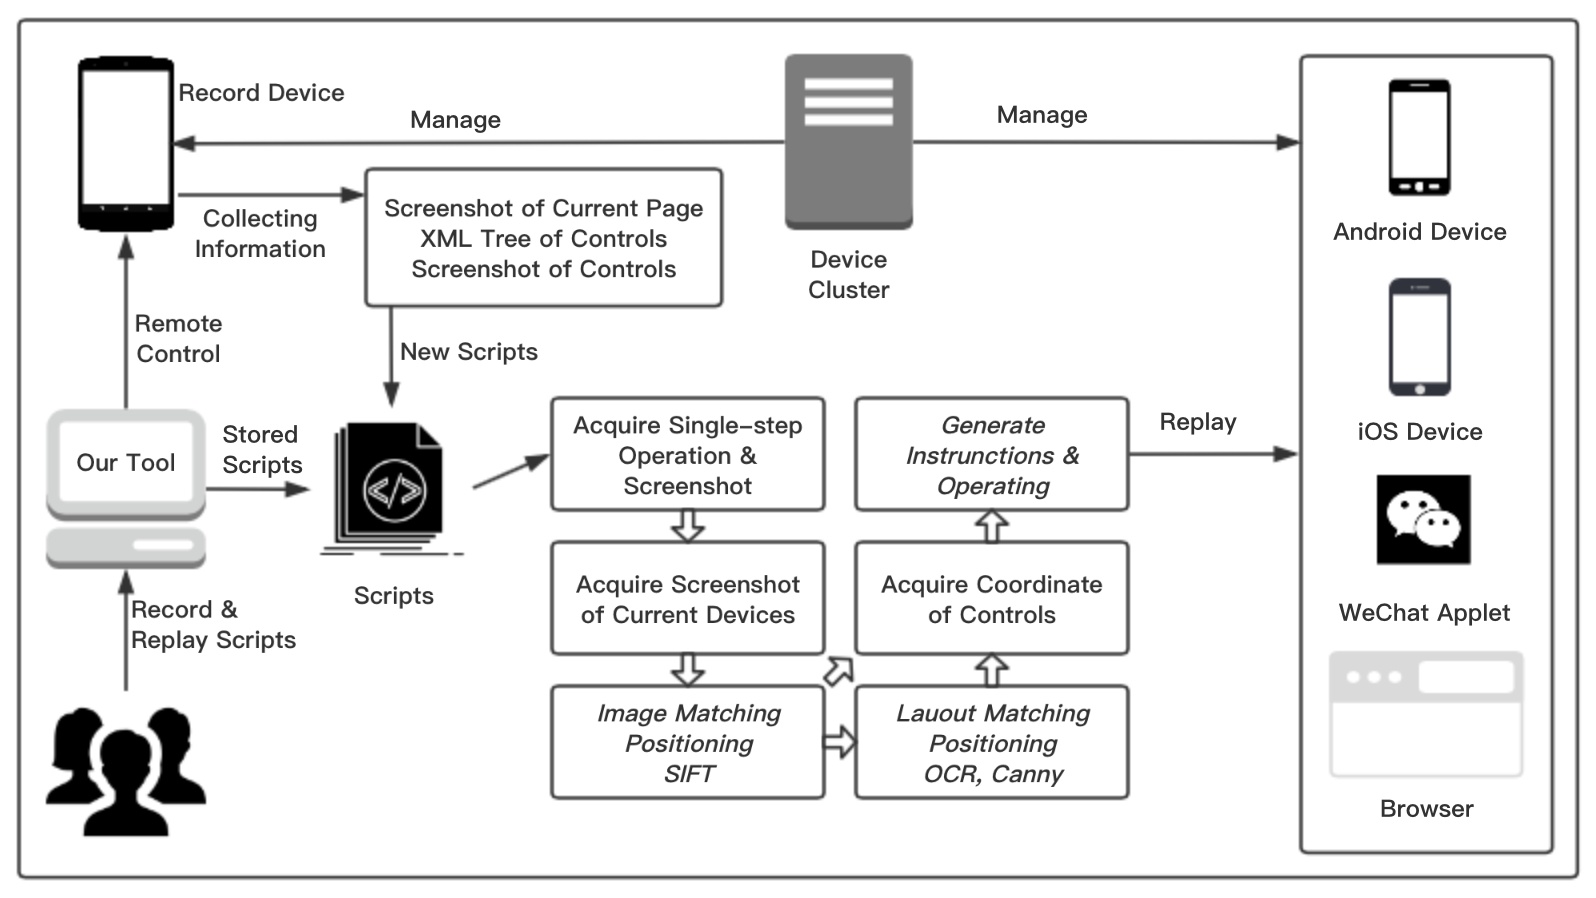 Record Device
Manage
Manage
Collecting
Information
Screenshot of Current Page
XML Tree of Controls
Screenshot of Controls
Device
Cluster
Android Device
Remote
Control
New Scripts
Our Tool
Stored
Scripts
</>
Scripts
Acquire Single-step
Operation &
Screenshot
Generate
Instrunctions &
Operating
Replay
iOS Device
Acquire Screenshot
of Current Devices
Acquire Coordinate
of Controls
WeChat Applet
Record &
Replay Scripts
Image Matching
Positioning
SIFT
Lauout Matching
Positioning
OCR, Canny
Browser